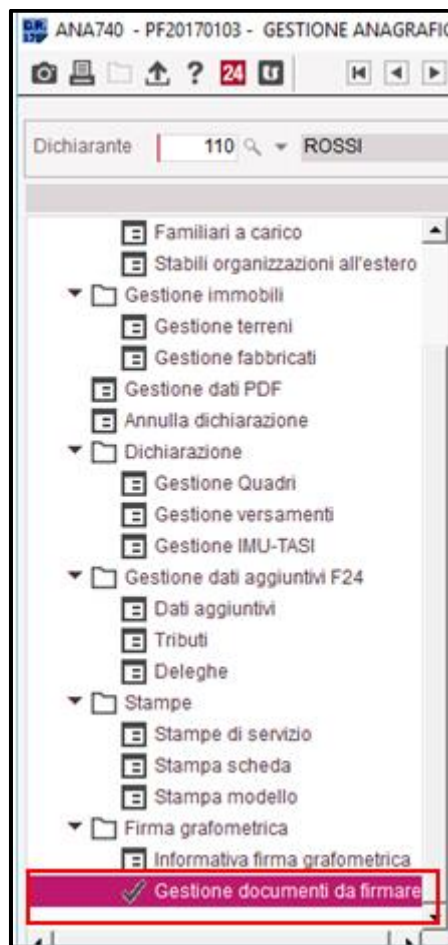 ANA740 - PF20170103 - GESTIONE ANAGRAFIC
24
Dichiarante 110 ROSSI
Familiari a carico
Stabili organizzazioni all'estero
Gestione immobili
Gestione terreni
Gestione fabbricati
Gestione dati PDF
Annulla dichiarazione
Dichiarazione
Gestione Quadri
Gestione versamenti
Gestione IMU-TASI
Gestione dati aggiuntivi F24
Dati aggiuntivi
Tributi
Deleghe
Stampe
Stampe di servizio
Stampa scheda
Stampa modello
Firma grafometrica
Informativa firma grafometrica
Gestione documenti da firmare